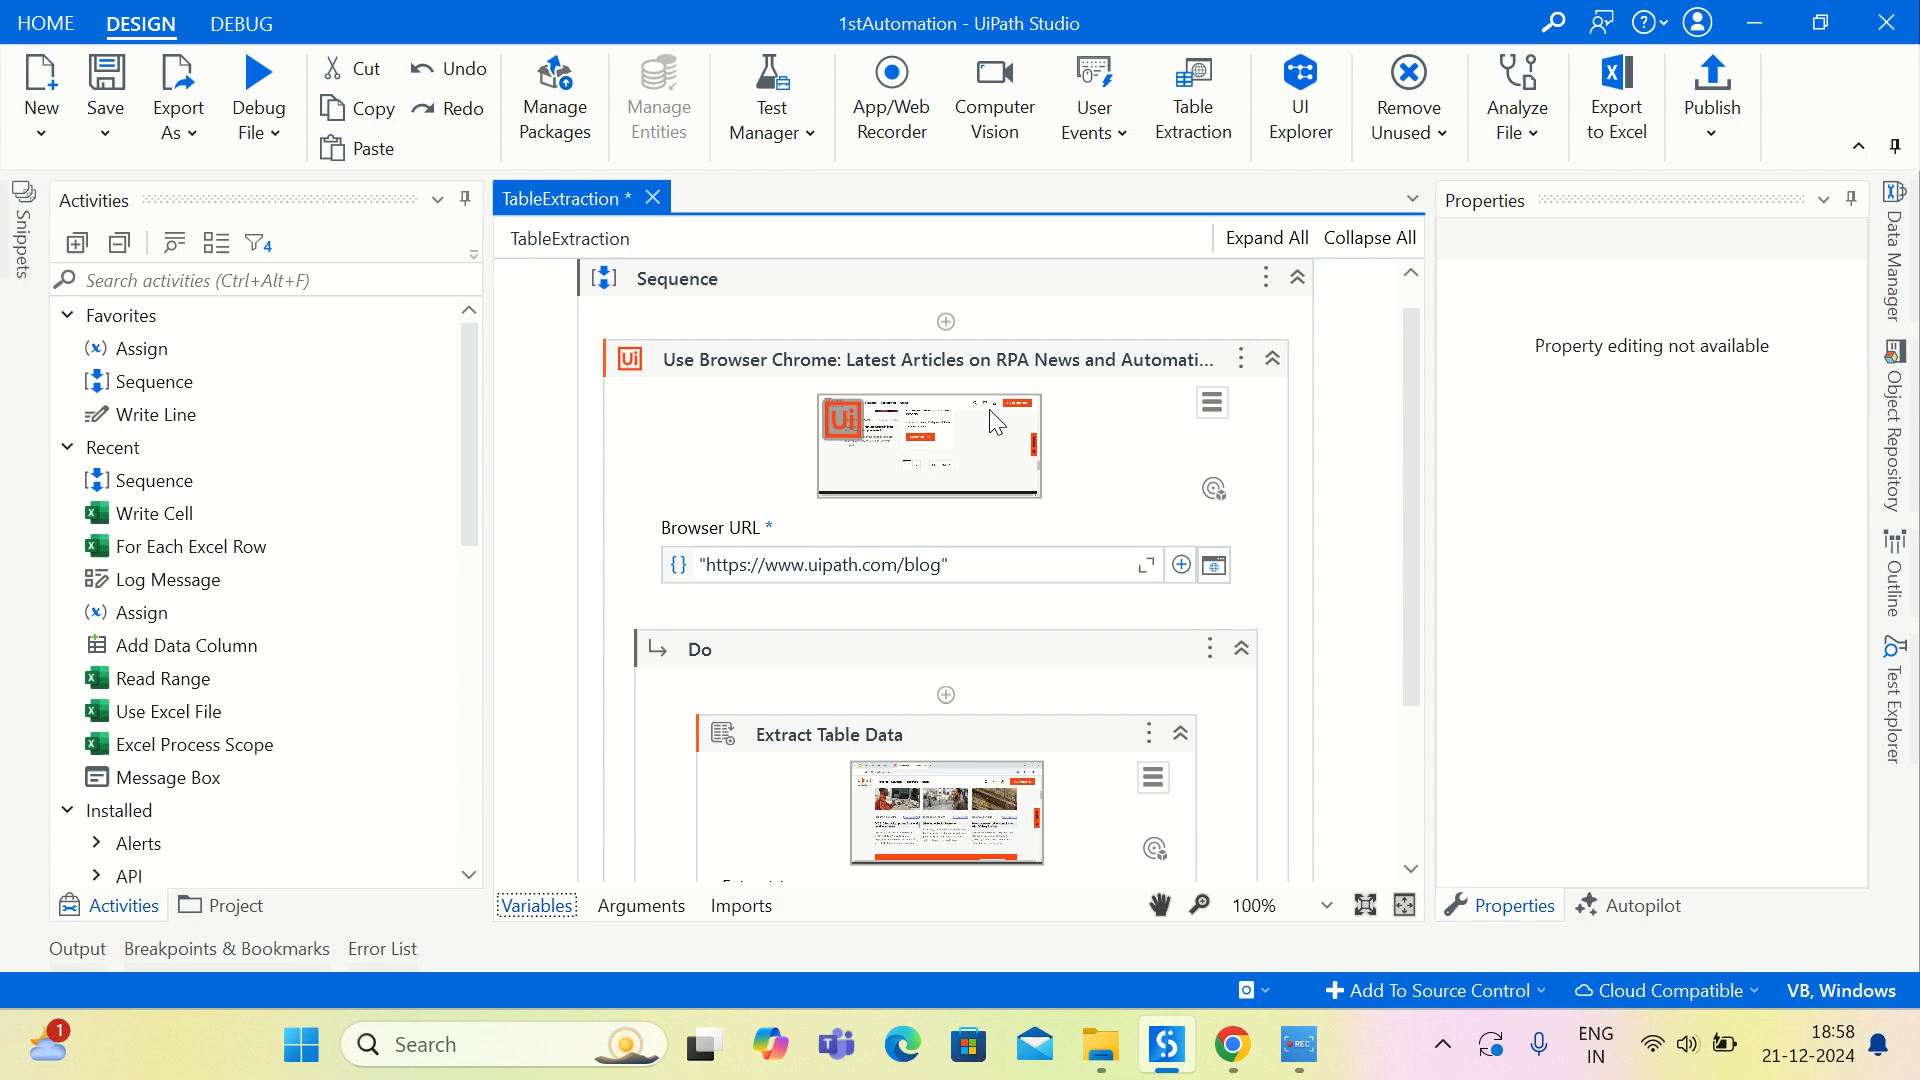 HOME DESIGN DEBUG
1stAutomation - UiPath Studio
New
Save
Export
As
Debug
File
Cut
Copy
Paste
Undo
Redo
Manage
Packages
Manage
Entities
Test
Manager
App/Web
Recorder
Computer
Vision
User
Events
Table
Extraction
UI
Explorer
Remove
Unused
Analyze
File
Export
to Excel
Publish
Snippets
Activities
4
Search activities (Ctrl+Alt+F)
Favorites
Assign
Sequence
Write Line
Recent
Sequence
Write Cell
For Each Excel Row
Log Message
Assign
Add Data Column
Read Range
Use Excel File
Excel Process Scope
Message Box
Installed
Alerts
API
Activities Project
TableExtraction *
TableExtraction
Expand All Collapse All
Sequence
Ui Use Browser Chrome: Latest Articles on RPA News and Automati...
Ui
Browser URL *
{} "https://www.uipath.com/blog"
Do
Extract Table Data
Variables Arguments Imports
100%
Properties
Property editing not available
Properties Autopilot
Data Manager
Object Repository
Outline
Test Explorer
Output Breakpoints & Bookmarks Error List
Add To Source Control Cloud Compatible VB, Windows
1
Search
REC
ENG
IN
18:58
21-12-2024